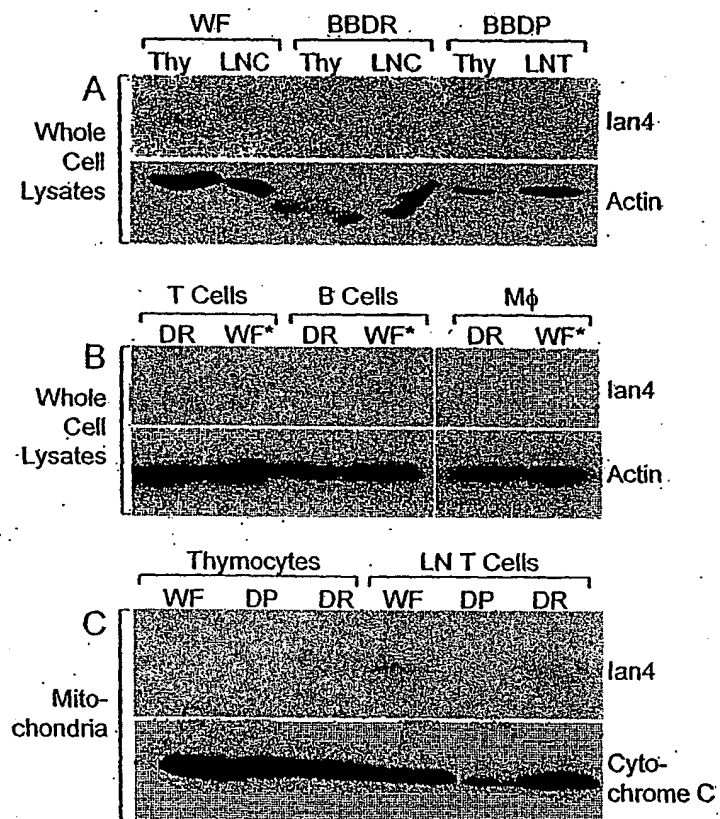 WF BBDR BBDP
Thy LNC Thy LNC Thy LNT
A
Whole
Cell
Lysates
Ian4
Actin
T Cells B Cells Mϕ
DR WF* DR WF* DR WF*
B
Whole
Cell
Lysates
Ian4
Actin
Thymocytes LN T Cells
WF DP DR WF DP DR
C
Mito-
chondria
Ian4
Cyto-
chrome C